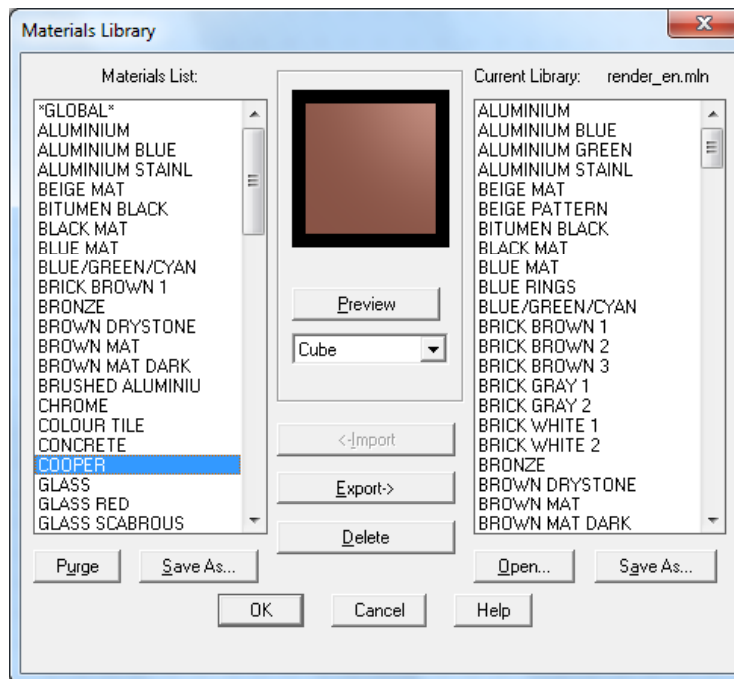 Materials Library
Materials List:
*GLOBAL*
ALUMINIUM
ALUMINIUM BLUE
ALUMINIUM STAINL
BEIGE MAT
BITUMEN BLACK
BLACK MAT
BLUE MAT
BLUE/GREEN/CYAN
BRICK BROWN 1
BRONZE
BROWN DRYSTONE
BROWN MAT
BROWN MAT DARK
BRUSHED ALUMINIU
CHROME
COLOUR TILE
CONCRETE
COOPER
GLASS
GLASS RED
GLASS SCABROUS
Purge
Save As...
Preview
Cube
<-Import
Export->
Delete
Current Library: render_en.mln
ALUMINIUM
ALUMINIUM BLUE
ALUMINIUM GREEN
ALUMINIUM STAINL
BEIGE MAT
BEIGE PATTERN
BITUMEN BLACK
BLACK MAT
BLUE MAT
BLUE RINGS
BLUE/GREEN/CYAN
BRICK BROWN 1
BRICK BROWN 2
BRICK BROWN 3
BRICK GRAY 1
BRICK GRAY 2
BRICK WHITE 1
BRICK WHITE 2
BRONZE
BROWN DRYSTONE
BROWN MAT
BROWN MAT DARK
Open...
Save As...
OK
Cancel
Help